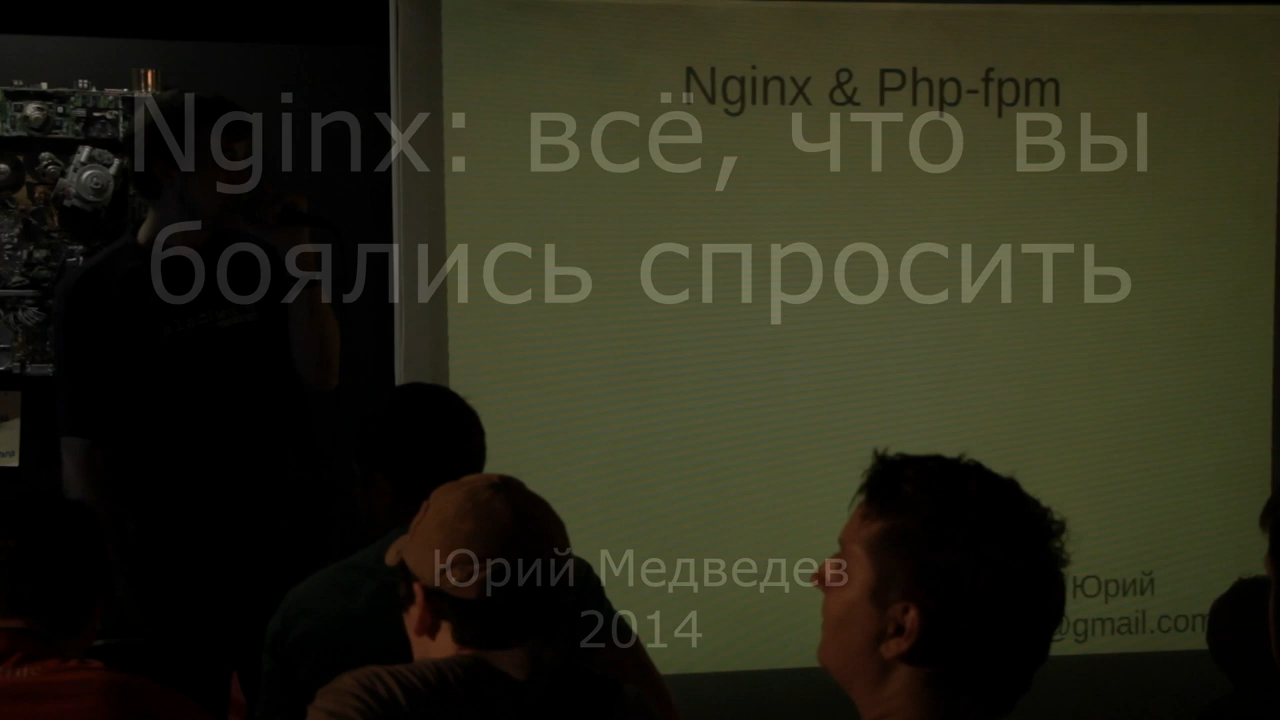 Nginx & Php-fpm
Nginx: всё, что вы
боялись спросить
Юрий Медведев
2014
Юрий
@gmail.com